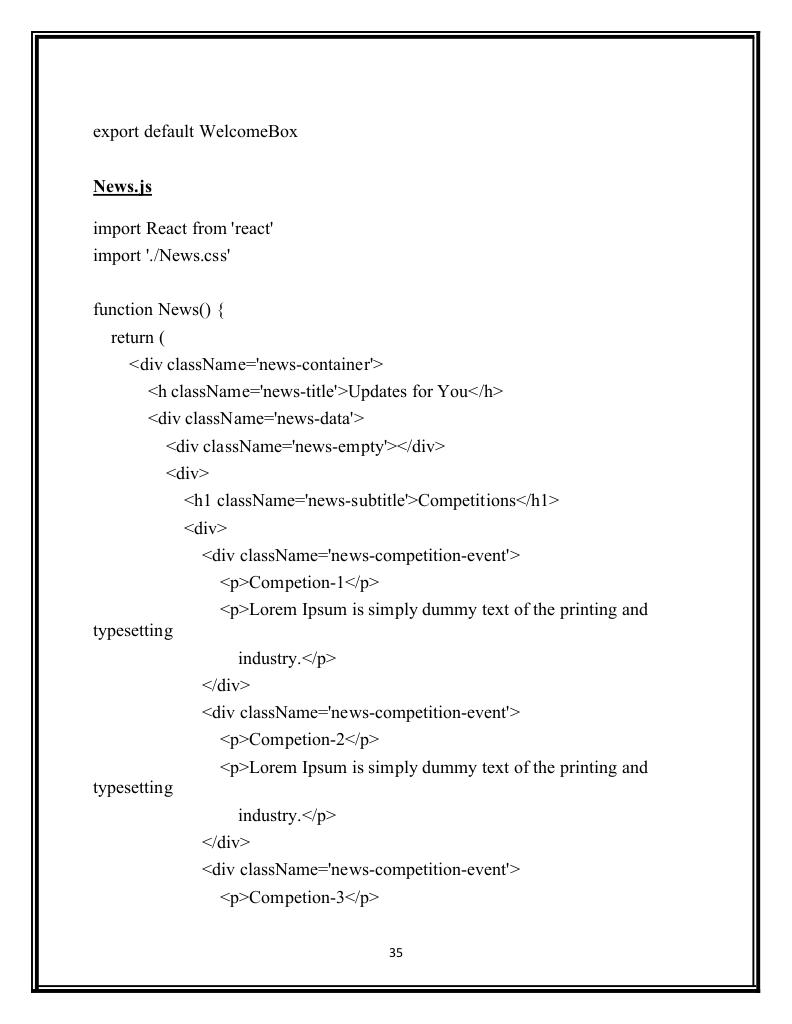 export default WelcomeBox
News.js
import React from 'react'
import './News.css'
function News() {
return (
<div className='news-container'>
<h className='news-title'>Updates for You</h>
<div className='news-data'>
<div className='news-empty'></div>
<div>
<h1 className='news-subtitle'>Competitions</h1>
<div>
<div className='news-competition-event'>
<p>Competion-1</p>
<p>Lorem Ipsum is simply dummy text of the printing and
typesetting
industry.</p>
</div>
<div className='news-competition-event'>
<p>Competion-2</p>
<p>Lorem Ipsum is simply dummy text of the printing and
typesetting
industry.</p>
</div>
<div className='news-competition-event'>
<p>Competion-3</p>
35